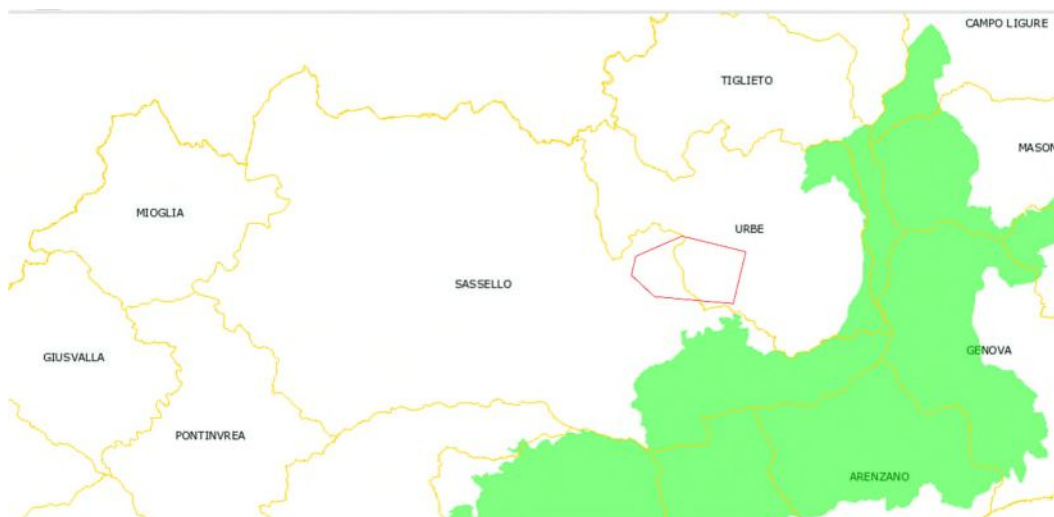 CAMPO LIGURE
TIGLIETO
MASON
MIOGLIA
URBE
SASSELLO
GIUSVALLA
GENOVA
PONTINVREA
ARENZANO